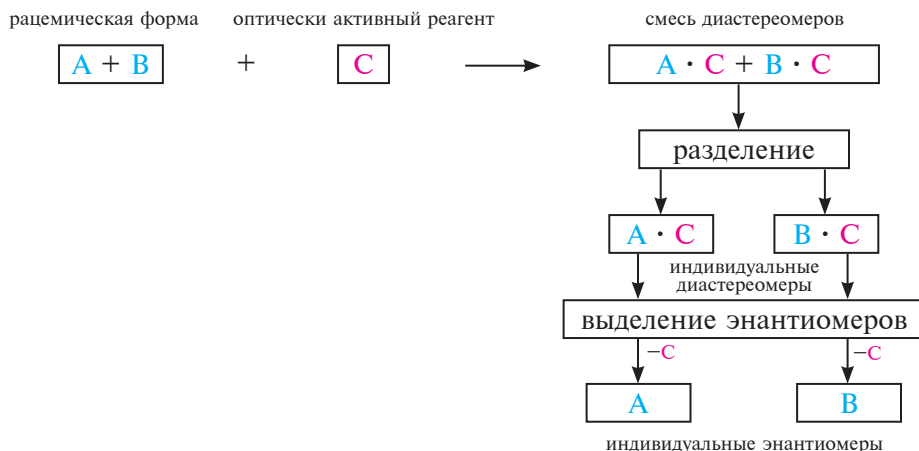 рацемическая форма оптически активный реагент смесь диастереомеров
A + B + C A · C + B · C
разделение
A · C B · C
индивидуальные
диастереомеры
выделение энантиомеров
–C –C
A B
индивидуальные энантиомеры